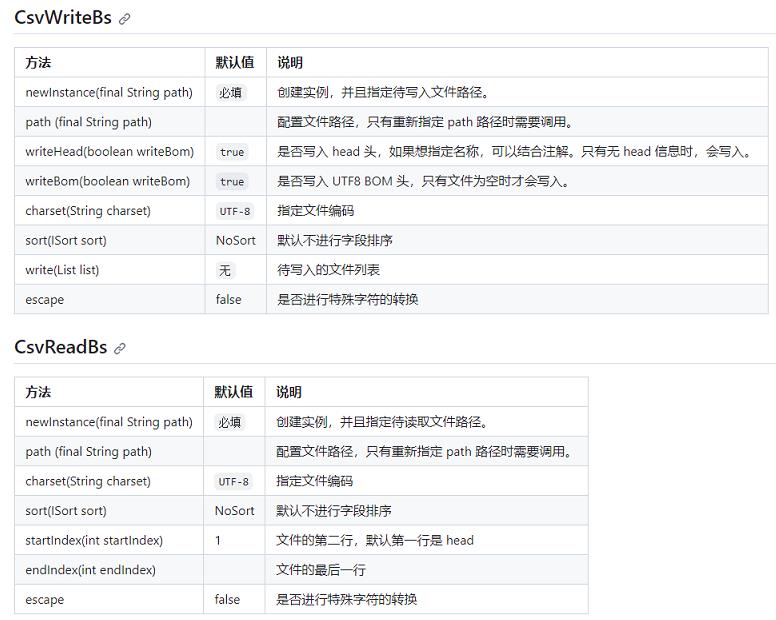 CsvWriteBs
方法 默认值 说明
newInstance(final String path) 必填 创建实例，并且指定待写入文件路径。
path (final String path) 配置文件路径，只有重新指定 path 路径时需要调用。
writeHead(boolean writeBom) true 是否写入 head 头，如果想指定名称，可以结合注解。只有无 head 信息时，会写入。
writeBom(boolean writeBom) true 是否写入 UTF8 BOM 头，只有文件为空时才会写入。
charset(String charset) UTF-8 指定文件编码
sort(ISort sort) NoSort 默认不进行字段排序
write(List list) 无 待写入的文件列表
escape false 是否进行特殊字符的转换
CsvReadBs
方法 默认值 说明
newInstance(final String path) 必填 创建实例，并且指定待读取文件路径。
path (final String path) 配置文件路径，只有重新指定 path 路径时需要调用。
charset(String charset) UTF-8 指定文件编码
sort(ISort sort) NoSort 默认不进行字段排序
startIndex(int startIndex) 1 文件的第二行，默认第一行是 head
endIndex(int endIndex) 文件的最后一行
escape false 是否进行特殊字符的转换